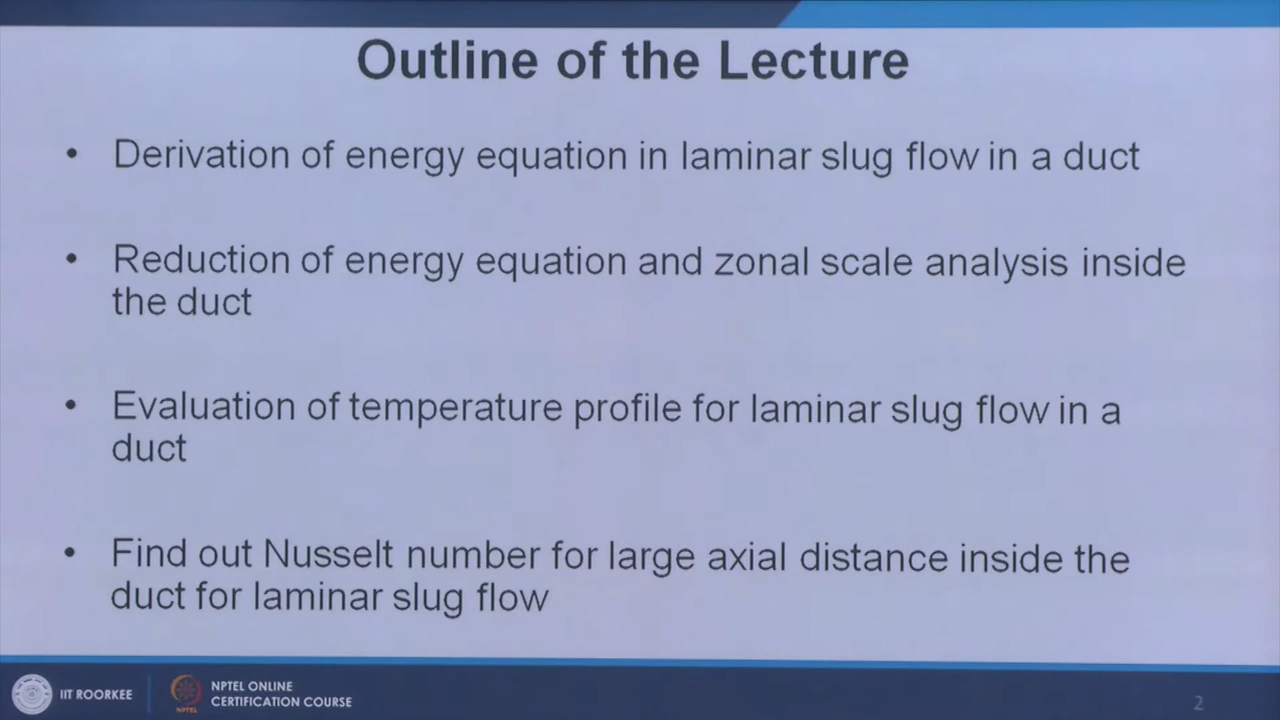 Outline of the Lecture
• Derivation of energy equation in laminar slug flow in a duct
• Reduction of energy equation and zonal scale analysis inside
the duct
• Evaluation of temperature profile for laminar slug flow in a
duct
• Find out Nusselt number for large axial distance inside the
duct for laminar slug flow
IIT ROORKEE
NPTEL
NPTEL ONLINE
CERTIFICATION COURSE
2